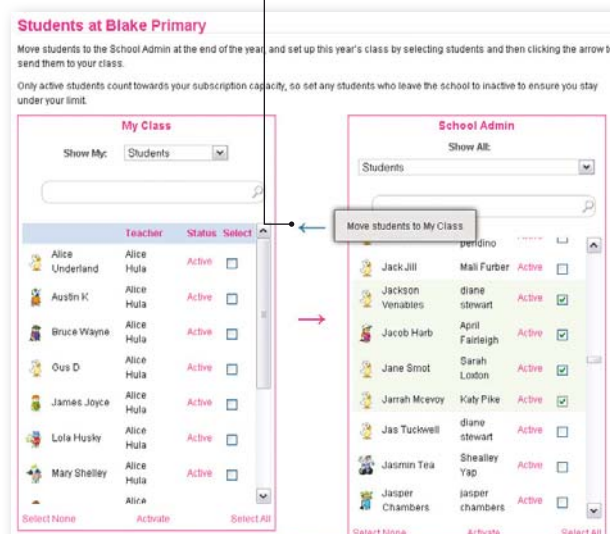 Students at Blake Primary
Move students to the School Admin at the end of the year, and set up this year's class by selecting students and then clicking the arrow to
send them to your class.
Only active students count towards your subscription capacity, so set any students who leave the school to inactive to ensure you stay
under your limit.
My Class
Show My: Students
Teacher Status Select
Alice Underland Alice Hula Active
Austin K Alice Hula Active
Bruce Wayne Alice Hula Active
Gus D Alice Hula Active
James Joyce Alice Hula Active
Lola Husky Alice Hula Active
Mary Shelley Alice Hula Active
Alice
Select None Activate Select All
Move students to My Class
School Admin
Show All:
Students
Jack Jill Mali Furber Active
Jackson Venables diane stewart Active
Jacob Harb April Fairleigh Active
Jane Smot Sarah Loxton Active
Jarrah Mcevoy Katy Pike Active
Jas Tuckwell diane stewart Active
Jasmin Tea Shealley Yap Active
Jasper Chambers jasper chambers Active
Select None Activate Select All